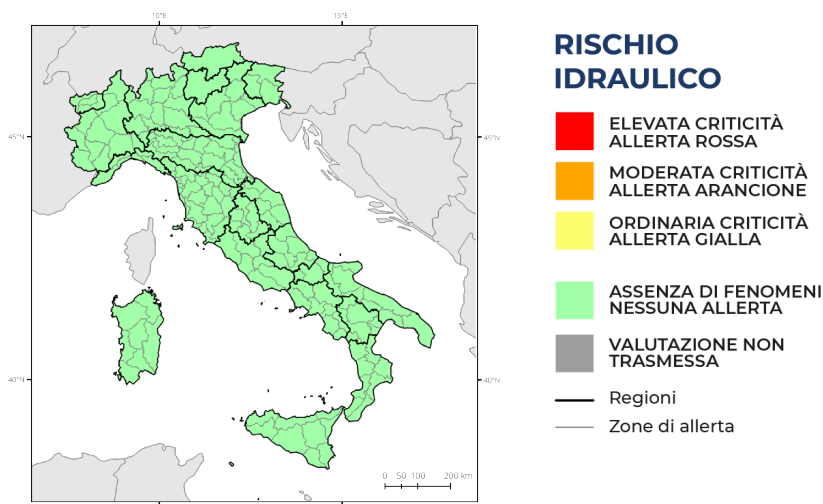 10°E 15°E
45°N 45°N
40°N 40°N
0 50 100 200 km
RISCHIO
IDRAULICO
ELEVATA CRITICITÀ
ALLERTA ROSSA
MODERATA CRITICITÀ
ALLERTA ARANCIONE
ORDINARIA CRITICITÀ
ALLERTA GIALLA
ASSENZA DI FENOMENI
NESSUNA ALLERTA
VALUTAZIONE NON
TRASMESSA
Regioni
Zone di allerta